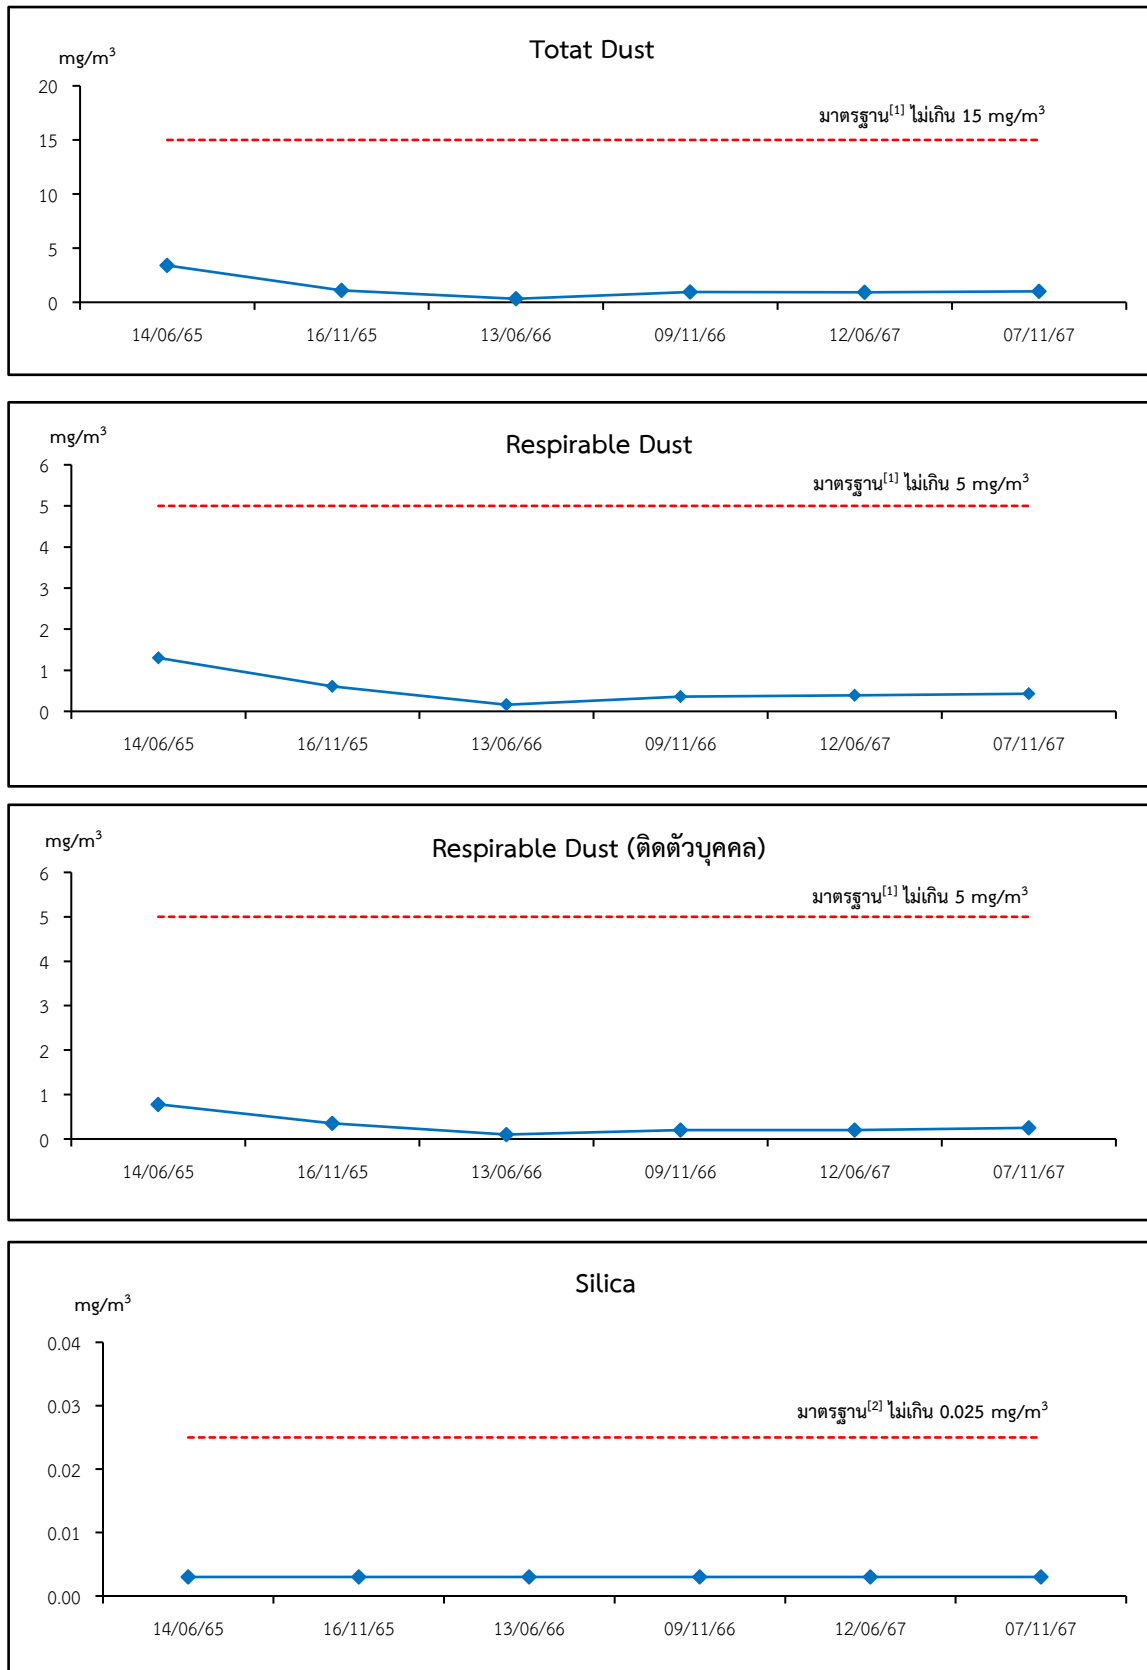 Totat Dust
mg/m³
20
มาตรฐาน[1] ไม่เกิน 15 mg/m³
15
10
5
0
14/06/65 16/11/65 13/06/66 09/11/66 12/06/67 07/11/67
mg/m³
Respirable Dust
6
มาตรฐาน[1] ไม่เกิน 5 mg/m³
5
4
3
2
1
0
14/06/65 16/11/65 13/06/66 09/11/66 12/06/67 07/11/67
mg/m³
Respirable Dust (ติดตัวบุคคล)
6
มาตรฐาน[1] ไม่เกิน 5 mg/m³
5
4
3
2
1
0
14/06/65 16/11/65 13/06/66 09/11/66 12/06/67 07/11/67
Silica
mg/m³
0.04
0.03
มาตรฐาน[2] ไม่เกิน 0.025 mg/m³
0.02
0.01
0.00
14/06/65 16/11/65 13/06/66 09/11/66 12/06/67 07/11/67